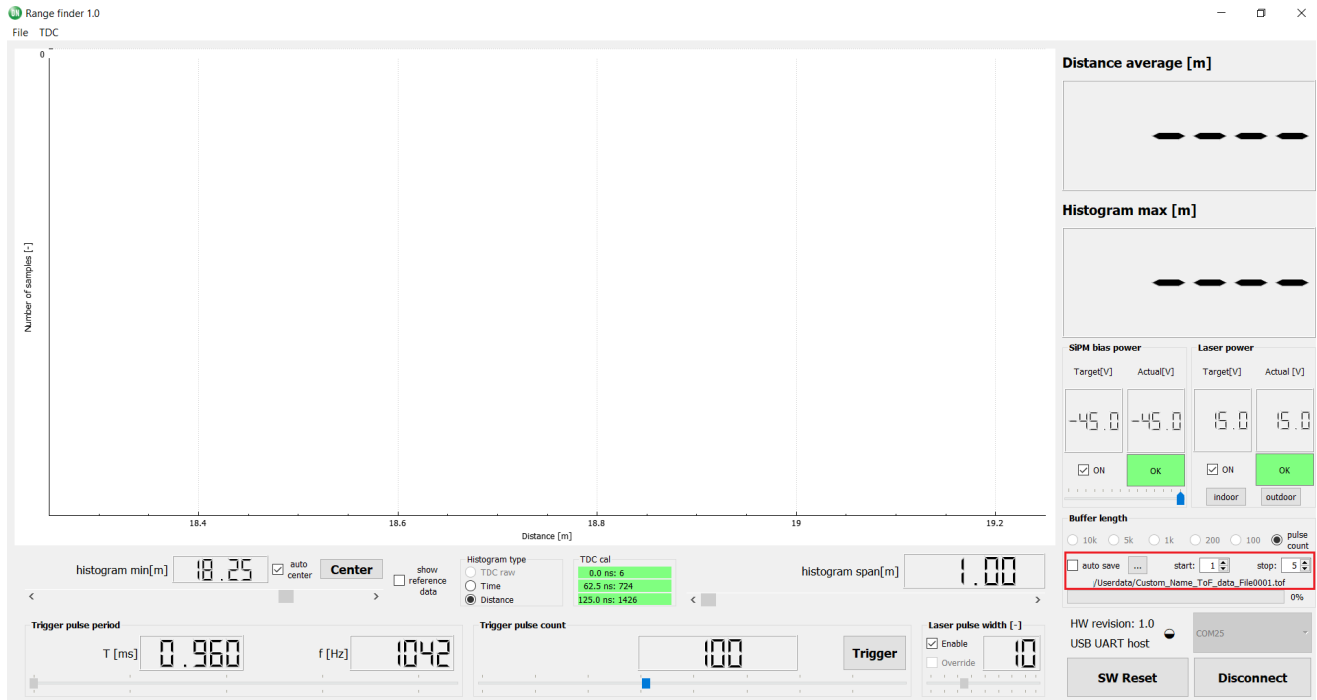 ON Range finder 1.0
File TDC
0
Number of samples [-]
18.4 18.6 18.8 19 19.2
Distance [m]
Distance average [m]
----
Histogram max [m]
----
SiPM bias power
Target[V] Actual[V]
-45.0 -45.0
ON OK
Laser power
Target[V] Actual [V]
15.0 15.0
ON OK
indoor outdoor
Buffer length
10k 5k 1k 200 100 pulse count
auto save ... start: 1 stop: 5
/Userdata/Custom_Name_ToF_data_File0001.tof
0%
histogram min[m] 18.25 auto center Center
show reference data
Histogram type
TDC raw
Time
Distance
TDC cal
0.0 ns: 6
62.5 ns: 724
125.0 ns: 1426
histogram span[m] 1.00
Trigger pulse period
T [ms] 0.960 f [Hz] 1042
Trigger pulse count
100 Trigger
Laser pulse width [-]
Enable
Override
10
HW revision: 1.0
USB UART host
COM25
SW Reset Disconnect